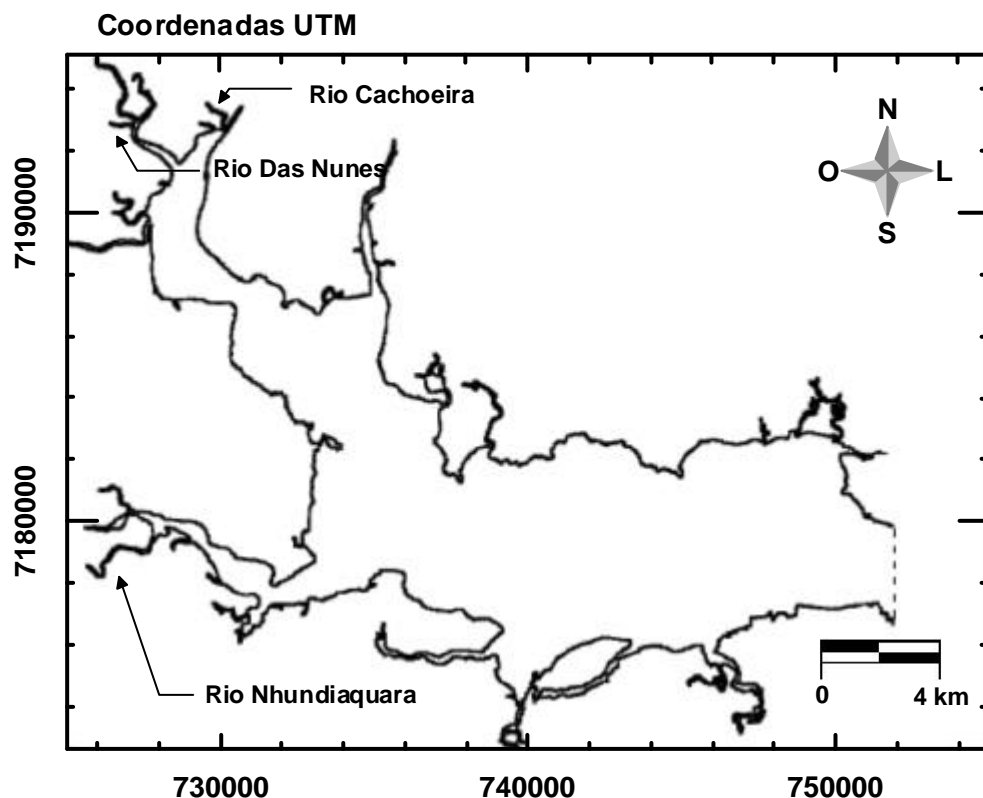 Coordenadas UTM
Rio Cachoeira
Rio Das Nunes
N
O
L
S
7190000
7180000
Rio Nhundiaquara
0
4 km
730000
740000
750000